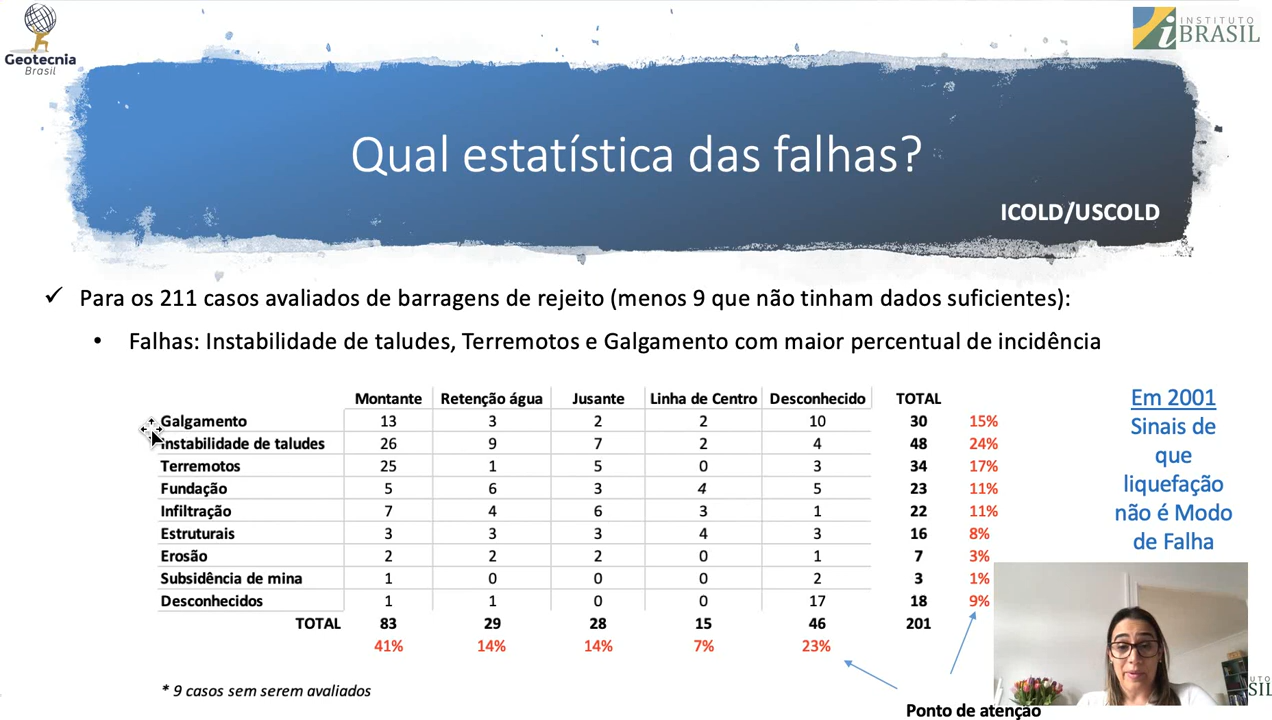 Geotecnia
Brasil
INSTITUTO
iBRASIL
Qual estatística das falhas?
ICOLD/USCOLD
✓ Para os 211 casos avaliados de barragens de rejeito (menos 9 que não tinham dados suficientes):
• Falhas: Instabilidade de taludes, Terremotos e Galgamento com maior percentual de incidência
Montante Retenção água Jusante Linha de Centro Desconhecido TOTAL
Galgamento 13 3 2 2 10 30 15%
Instabilidade de taludes 26 9 7 2 4 48 24%
Terremotos 25 1 5 0 3 34 17%
Fundação 5 6 3 4 5 23 11%
Infiltração 7 4 6 3 1 22 11%
Estruturais 3 3 3 4 3 16 8%
Erosão 2 2 2 0 1 7 3%
Subsidência de mina 1 0 0 0 2 3 1%
Desconhecidos 1 1 0 0 17 18 9%
TOTAL 83 29 28 15 46 201
41% 14% 14% 7% 23%
Em 2001
Sinais de
que
liquefação
não é Modo
de Falha
* 9 casos sem serem avaliados
Ponto de atenção
UTO
SIL